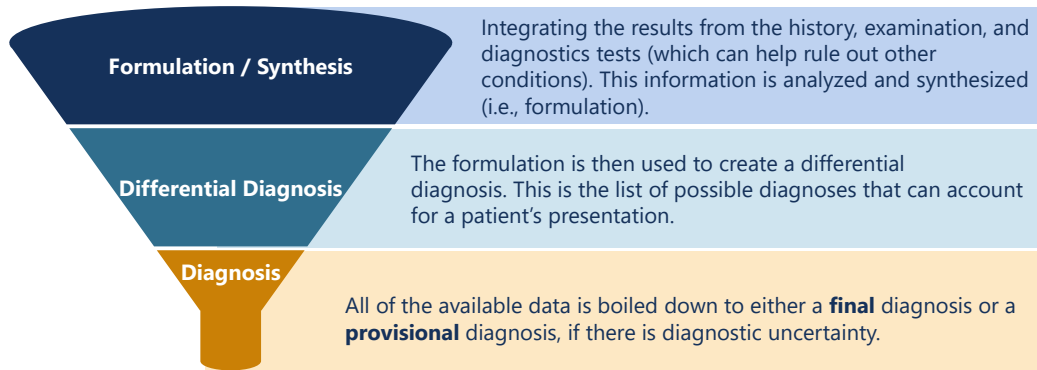 Formulation / Synthesis
Integrating the results from the history, examination, and
diagnostics tests (which can help rule out other
conditions). This information is analyzed and synthesized
(i.e., formulation).
Differential Diagnosis
The formulation is then used to create a differential
diagnosis. This is the list of possible diagnoses that can account
for a patient’s presentation.
Diagnosis
All of the available data is boiled down to either a final diagnosis or a
provisional diagnosis, if there is diagnostic uncertainty.